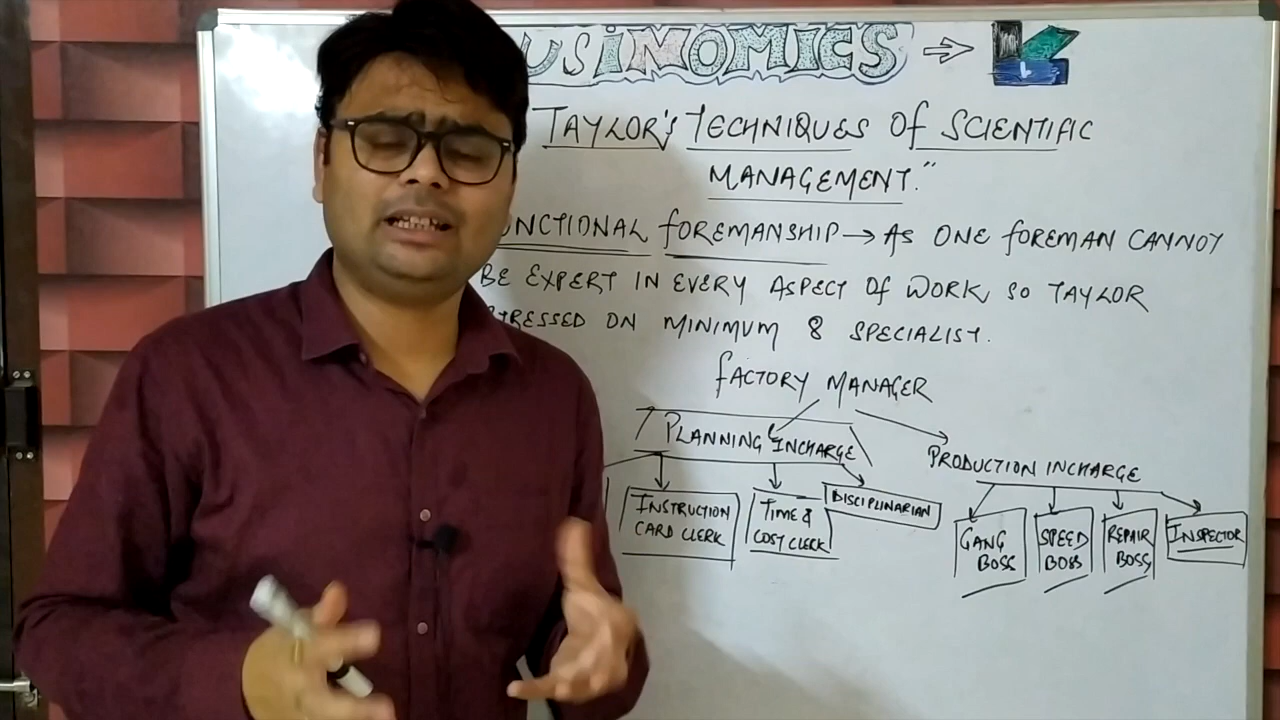 USINOMICS →
TAYLOR'S TECHNIQUES OF SCIENTIFIC
MANAGEMENT."
UNCTIONAL FOREMANSHIP → AS ONE FOREMAN CANNOT
BE EXPERT IN EVERY ASPECT OF WORK, SO TAYLOR
STRESSED ON MINIMUM 8 SPECIALIST.
FACTORY MANAGER
PLANNING INCHARGE
PRODUCTION INCHARGE
INSTRUCTION
CARD CLERK
TIME &
COST CLERK
DISCIPLINARIAN
GANG
BOSS
SPEED
BOSS
REPAIR
BOSS
INSPECTOR